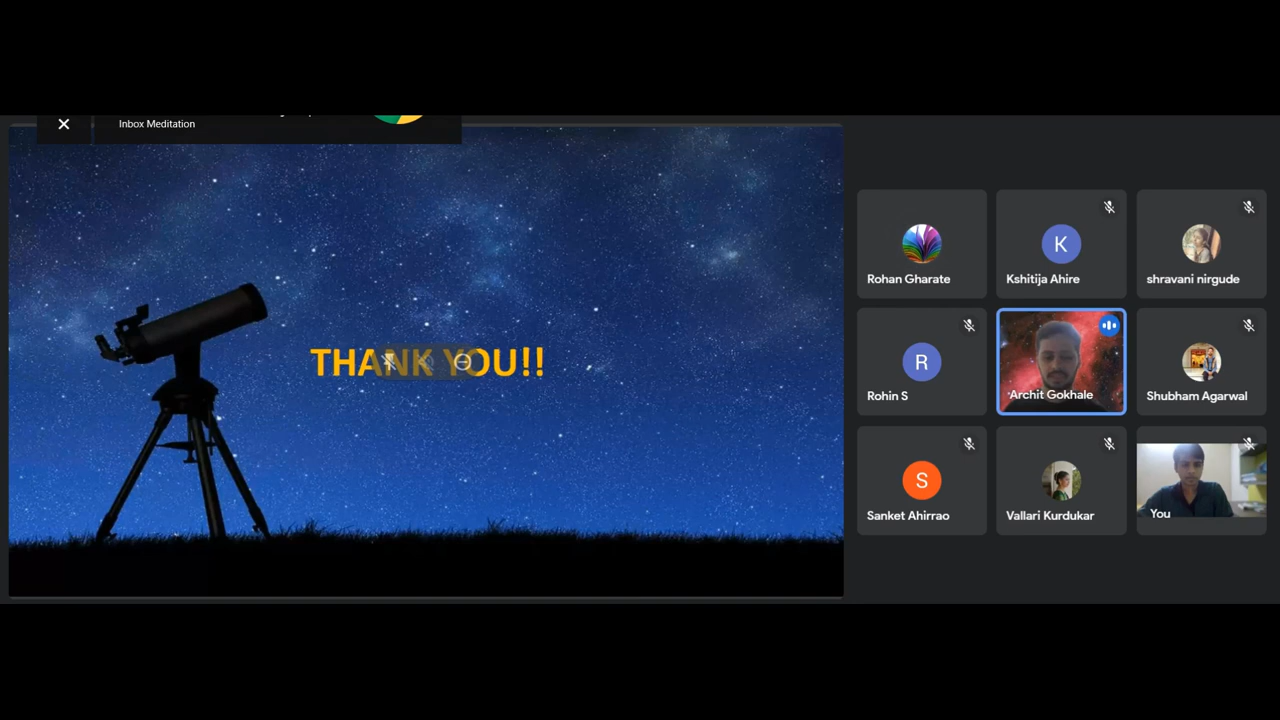 Inbox Meditation
THANK YOU!!
Rohan Gharate
Kshitija Ahire
shravani nirgude
Rohin S
Archit Gokhale
Shubham Agarwal
Sanket Ahirrao
Vallari Kurdukar
You
K
R
S